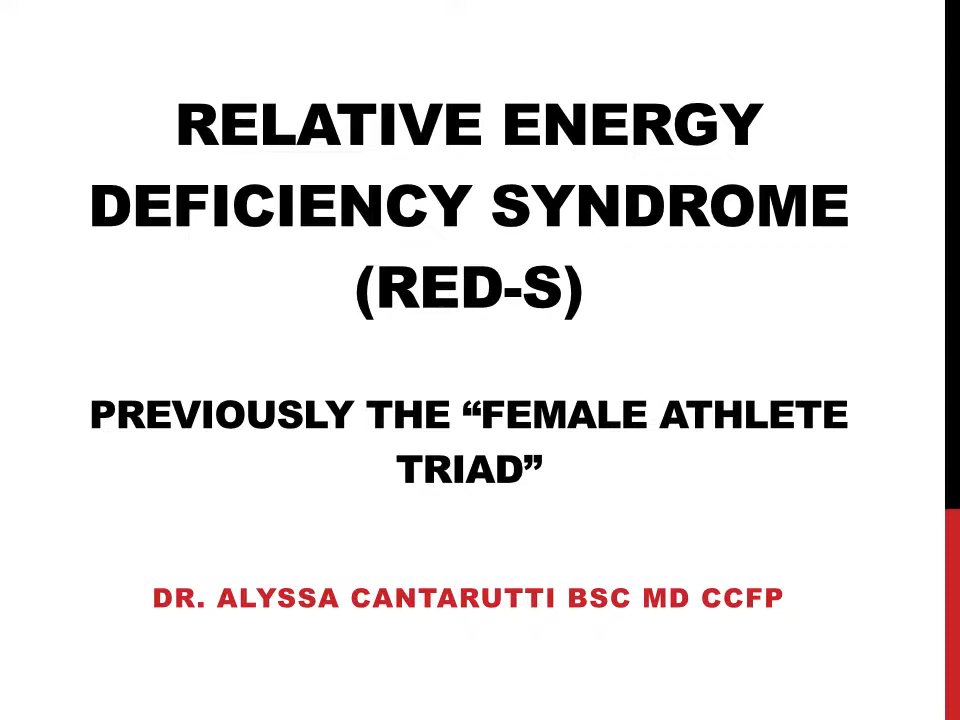 RELATIVE ENERGY
DEFICIENCY SYNDROME
(RED-S)
PREVIOUSLY THE “FEMALE ATHLETE
TRIAD”
DR. ALYSSA CANTARUTTI BSC MD CCFP